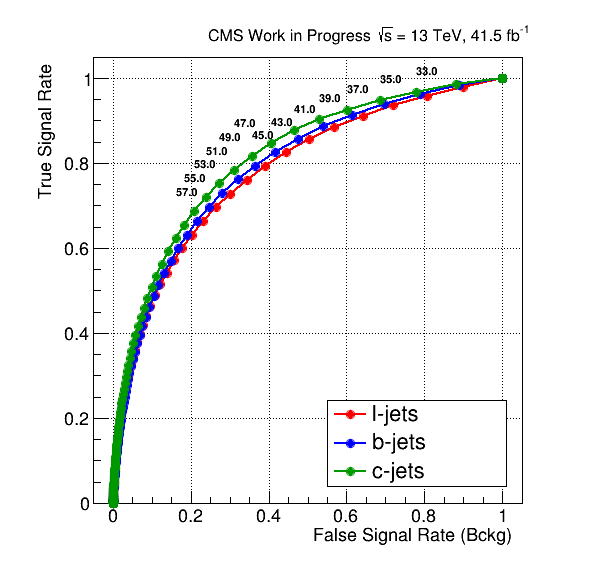 CMS Work in Progress √s = 13 TeV, 41.5 fb⁻¹
True Signal Rate
1
0.8
0.6
0.4
0.2
0
33.0
35.0
37.0
39.0
41.0
43.0
45.0
47.0
49.0
51.0
53.0
55.0
57.0
l-jets
b-jets
c-jets
0 0.2 0.4 0.6 0.8 1
False Signal Rate (Bckg)